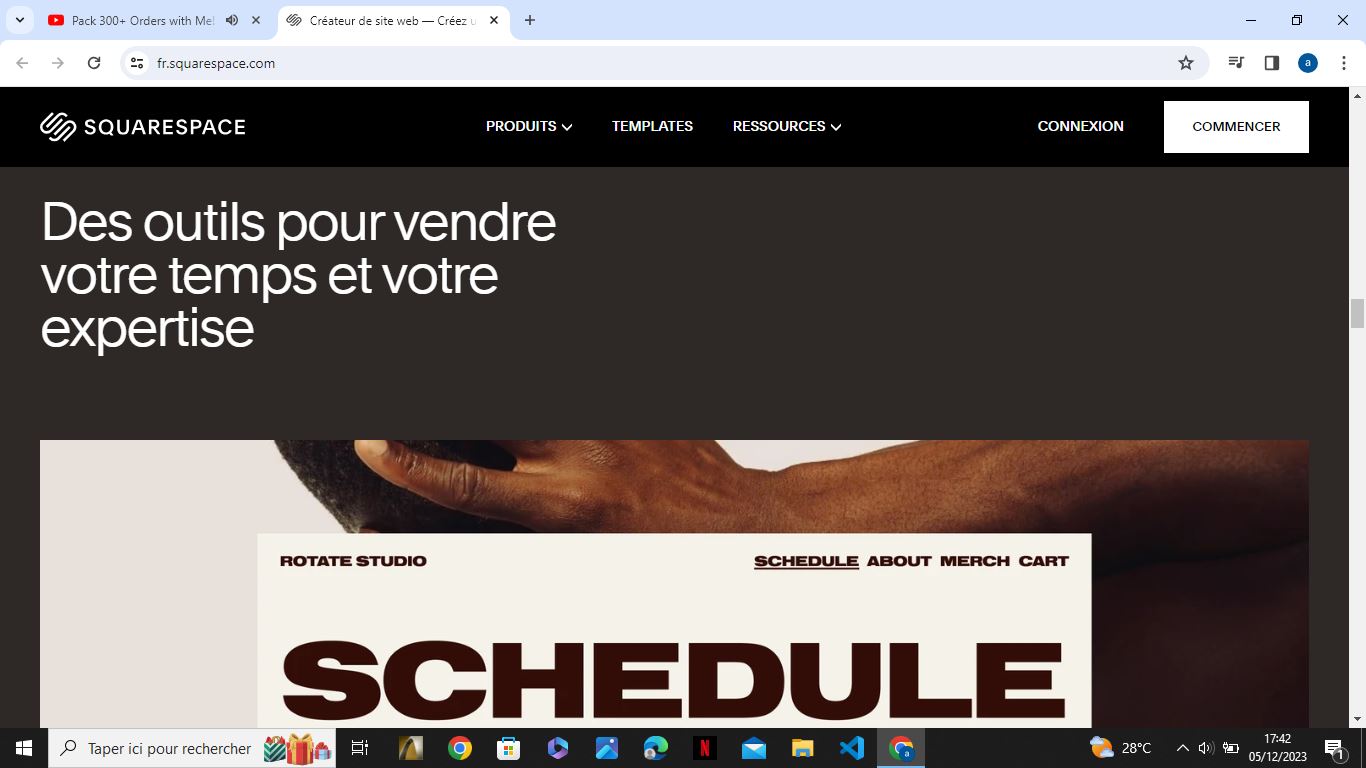 Pack 300+ Orders with Me!
Créateur de site web — Créez u
fr.squarespace.com
a
SQUARESPACE
PRODUITS
TEMPLATES
RESSOURCES
CONNEXION
COMMENCER
Des outils pour vendre
votre temps et votre
expertise
ROTATE STUDIO
SCHEDULE ABOUT MERCH CART
SCHEDULE
Taper ici pour rechercher
N
a
28°C
17:42
05/12/2023
1